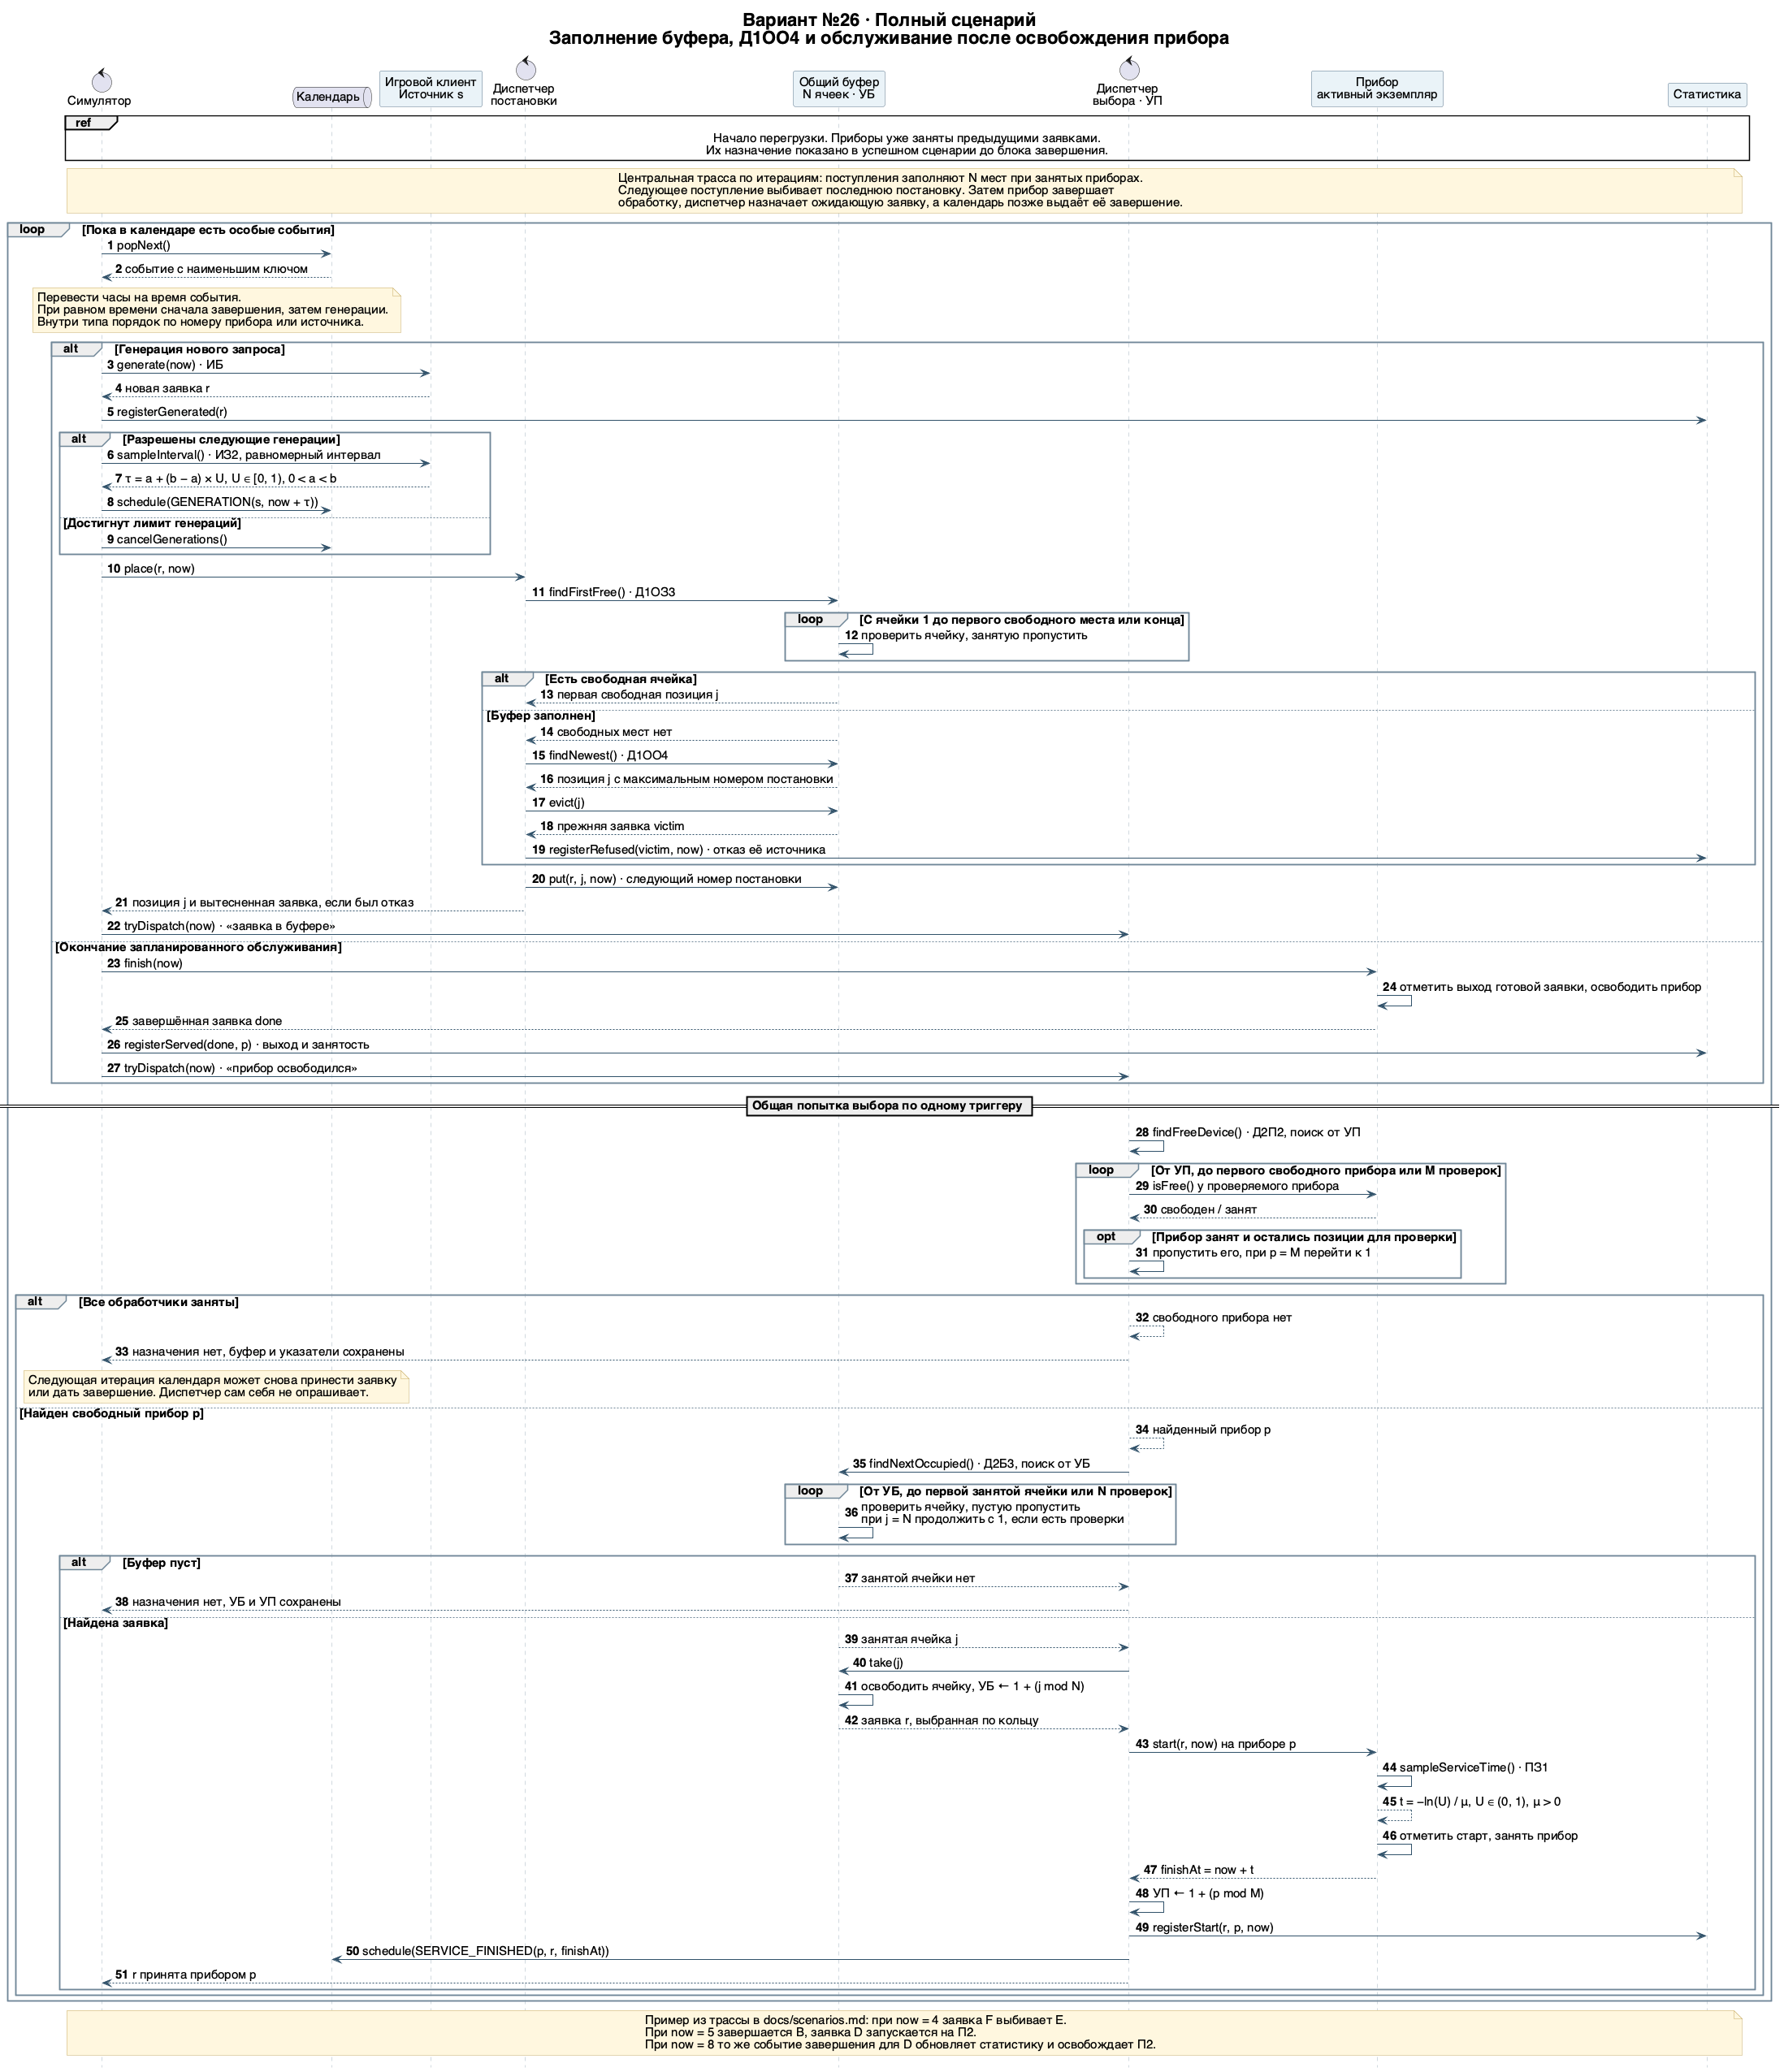 Вариант №26 · Полный сценарий
Заполнение буфера, Д1ОО4 и обслуживание после освобождения прибора
Симулятор
Календарь
Игровой клиент
Источник s
Диспетчер
постановки
Общий буфер
N ячеек · УБ
Диспетчер
выбора · УП
Прибор
активный экземпляр
Статистика
ref
Начало перегрузки. Приборы уже заняты предыдущими заявками.
Их назначение показано в успешном сценарии до блока завершения.
Центральная трасса по итерациям: поступления заполняют N мест при занятых приборах.
Следующее поступление выбивает последнюю постановку. Затем прибор завершает
обработку, диспетчер назначает ожидающую заявку, а календарь позже выдаёт её завершение.
loop [Пока в календаре есть особые события]
1 popNext()
2 событие с наименьшим ключом
Перевести часы на время события.
При равном времени сначала завершения, затем генерации.
Внутри типа порядок по номеру прибора или источника.
alt [Генерация нового запроса]
3 generate(now) · ИБ
4 новая заявка r
5 registerGenerated(r)
alt [Разрешены следующие генерации]
6 sampleInterval() · ИЗ2, равномерный интервал
7 τ = a + (b − a) × U, U ∈ [0, 1), 0 < a < b
8 schedule(GENERATION(s, now + τ))
[Достигнут лимит генераций]
9 cancelGenerations()
10 place(r, now)
11 findFirstFree() · Д1ОЗ3
loop [С ячейки 1 до первого свободного места или конца]
12 проверить ячейку, занятую пропустить
alt [Есть свободная ячейка]
13 первая свободная позиция j
[Буфер заполнен]
14 свободных мест нет
15 findNewest() · Д1ОО4
16 позиция j с максимальным номером постановки
17 evict(j)
18 прежняя заявка victim
19 registerRefused(victim, now) · отказ её источника
20 put(r, j, now) · следующий номер постановки
21 позиция j и вытесненная заявка, если был отказ
22 tryDispatch(now) · «заявка в буфере»
[Окончание запланированного обслуживания]
23 finish(now)
24 отметить выход готовой заявки, освободить прибор
25 завершённая заявка done
26 registerServed(done, p) · выход и занятость
27 tryDispatch(now) · «прибор освободился»
Общая попытка выбора по одному триггеру
28 findFreeDevice() · Д2П2, поиск от УП
loop [От УП, до первого свободного прибора или M проверок]
29 isFree() у проверяемого прибора
30 свободен / занят
opt [Прибор занят и остались позиции для проверки]
31 пропустить его, при p = M перейти к 1
alt [Все обработчики заняты]
32 свободного прибора нет
33 назначения нет, буфер и указатели сохранены
Следующая итерация календаря может снова принести заявку
или дать завершение. Диспетчер сам себя не опрашивает.
[Найден свободный прибор p]
34 найденный прибор p
35 findNextOccupied() · Д2Б3, поиск от УБ
loop [От УБ, до первой занятой ячейки или N проверок]
36 проверить ячейку, пустую пропустить
при j = N продолжить с 1, если есть проверки
alt [Буфер пуст]
37 занятой ячейки нет
38 назначения нет, УБ и УП сохранены
[Найдена заявка]
39 занятая ячейка j
40 take(j)
41 освободить ячейку, УБ ← 1 + (j mod N)
42 заявка r, выбранная по кольцу
43 start(r, now) на приборе p
44 sampleServiceTime() · ПЗ1
45 t = −ln(U) / μ, U ∈ (0, 1), μ > 0
46 отметить старт, занять прибор
47 finishAt = now + t
48 УП ← 1 + (p mod M)
49 registerStart(r, p, now)
50 schedule(SERVICE_FINISHED(p, r, finishAt))
51 r принята прибором p
Пример из трассы в docs/scenarios.md: при now = 4 заявка F выбивает E.
При now = 5 завершается B, заявка D запускается на П2.
При now = 8 то же событие завершения для D обновляет статистику и освобождает П2.